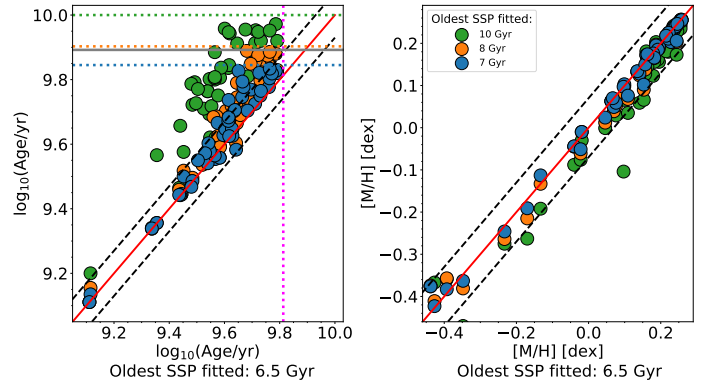 10.0
9.8
9.6
9.4
9.2
log₁₀(Age/yr)
9.2 9.4 9.6 9.8 10.0
log₁₀(Age/yr)
Oldest SSP fitted: 6.5 Gyr
Oldest SSP fitted:
10 Gyr
8 Gyr
7 Gyr
0.2
0.1
0.0
−0.1
−0.2
−0.3
−0.4
[M/H] [dex]
−0.4 −0.2 0.0 0.2
[M/H] [dex]
Oldest SSP fitted: 6.5 Gyr